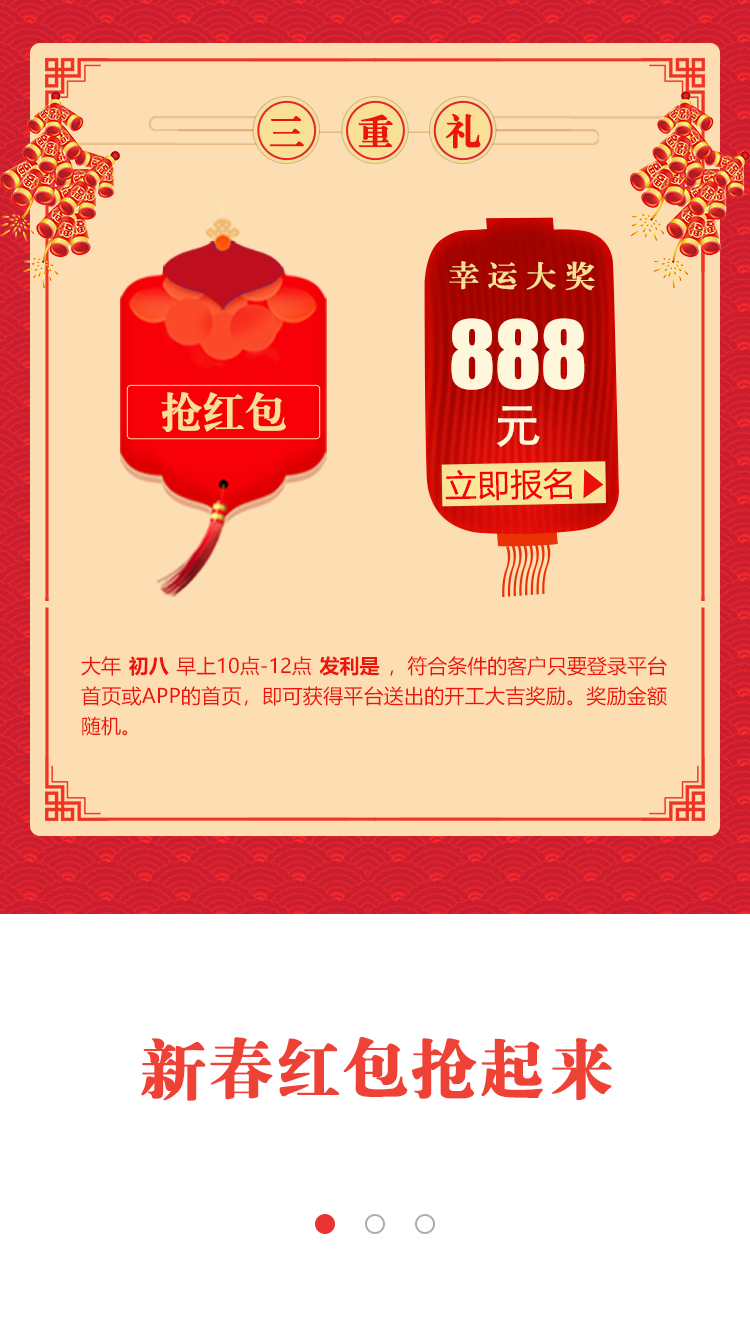 三重礼
抢红包
幸运大奖
888
元
立即报名
大年 初八 早上10点-12点 发利是 ，符合条件的客户只要登录平台
首页或APP的首页，即可获得平台送出的开工大吉奖励。奖励金额
随机。
新春红包抢起来